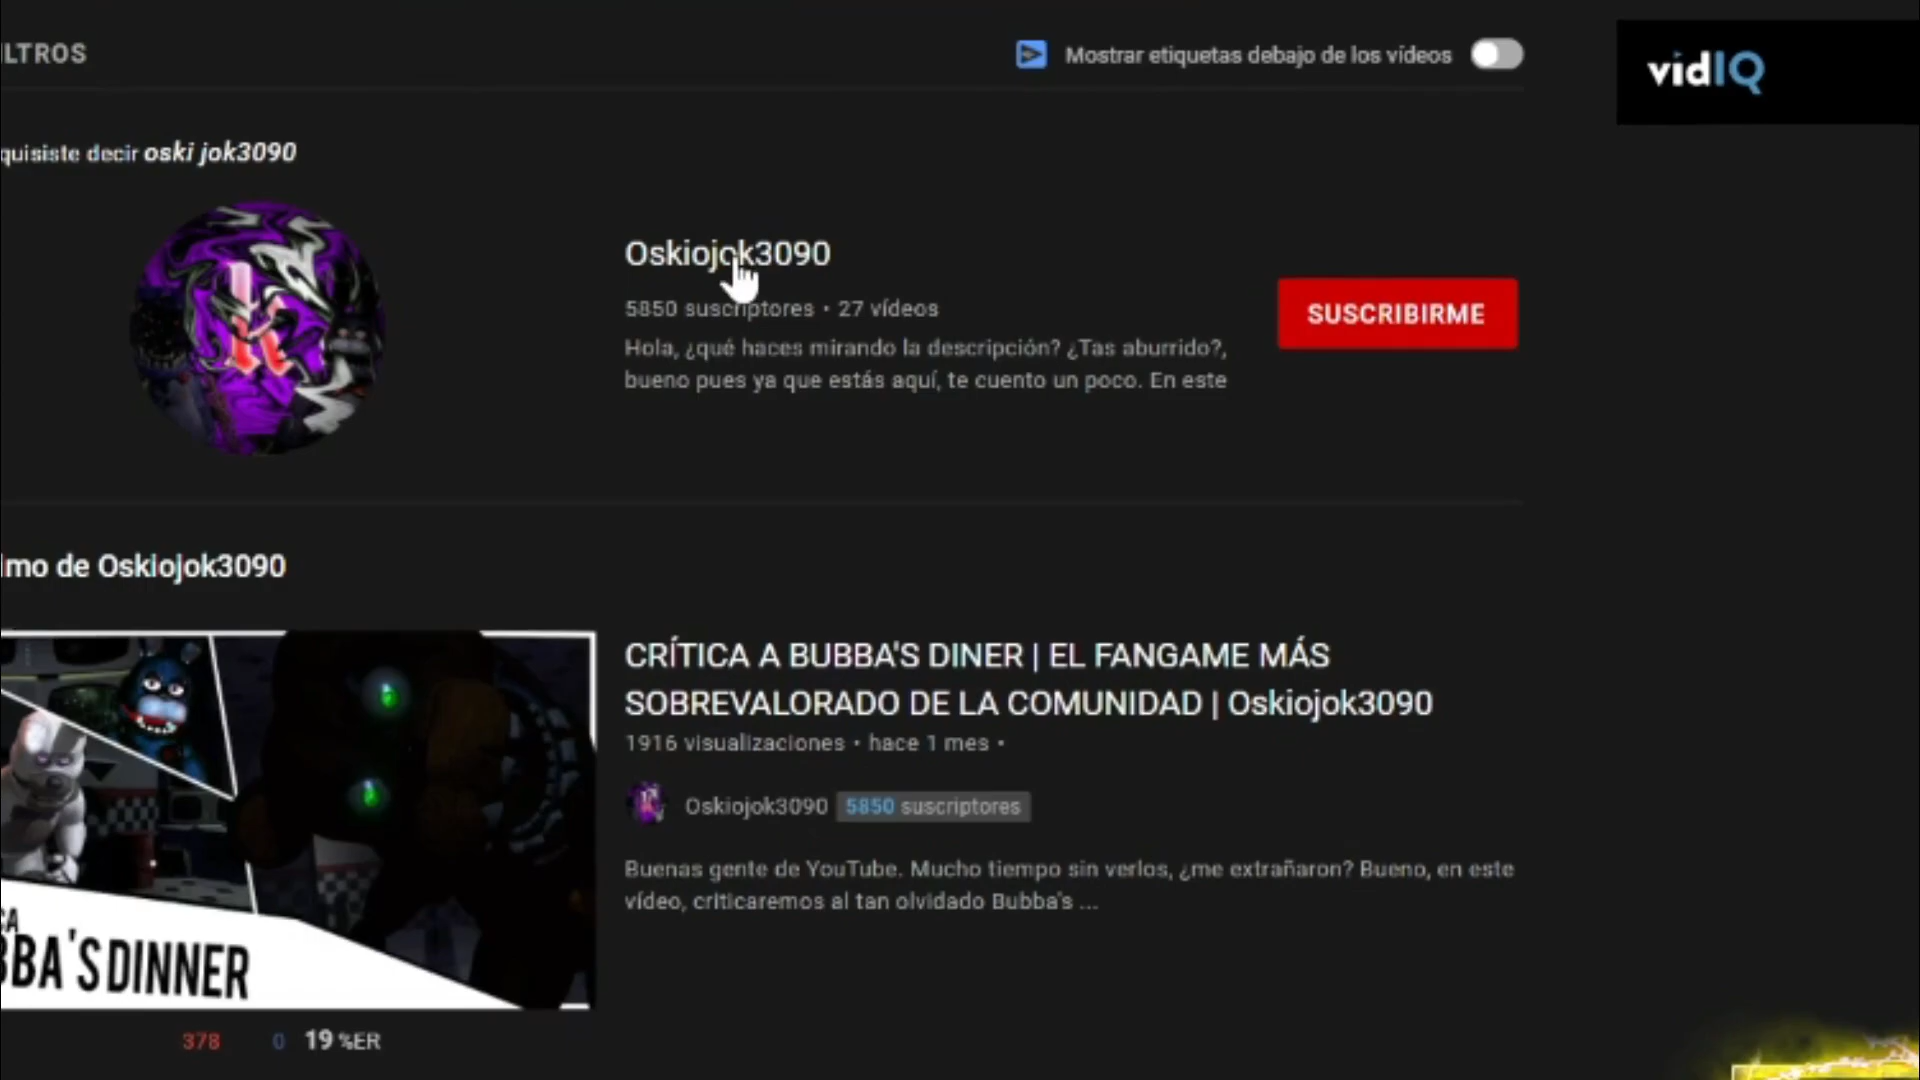 ILTROS
Mostrar etiquetas debajo de los vídeos
vidIQ
quisiste decir oski jok3090
Oskiojok3090
5850 suscriptores • 27 vídeos
Hola, ¿qué haces mirando la descripción? ¿Tas aburrido?,
bueno pues ya que estás aquí, te cuento un poco. En este
SUSCRIBIRME
imo de Oskiojok3090
CRÍTICA A BUBBA'S DINER | EL FANGAME MÁS
SOBREVALORADO DE LA COMUNIDAD | Oskiojok3090
1916 visualizaciones • hace 1 mes •
Oskiojok3090 5850 suscriptores
Buenas gente de YouTube. Mucho tiempo sin verlos, ¿me extrañaron? Bueno, en este
vídeo, criticaremos al tan olvidado Bubba's ...
CA
BBA'S DINNER
378 0 19 %ER